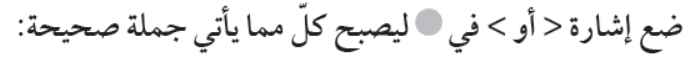 ضع إشارة < أو > في ● ليصبح كلّ مما يأتي جملة صحيحة: